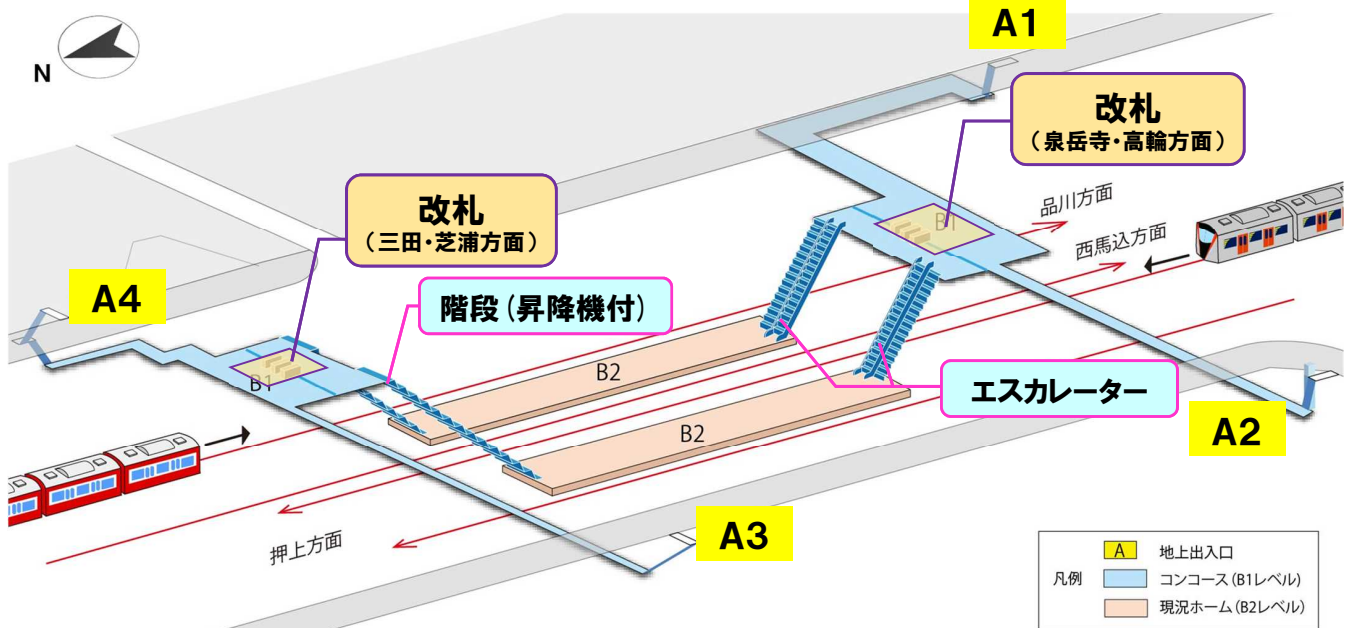 A1
N
改札
（泉岳寺・高輪方面）
B1
品川方面
西馬込方面
改札
（三田・芝浦方面）
A4
階段（昇降機付）
B1
B2
エスカレーター
B2
A2
A3
押上方面
凡例
A 地上出入口
コンコース（B1レベル）
現況ホーム（B2レベル）